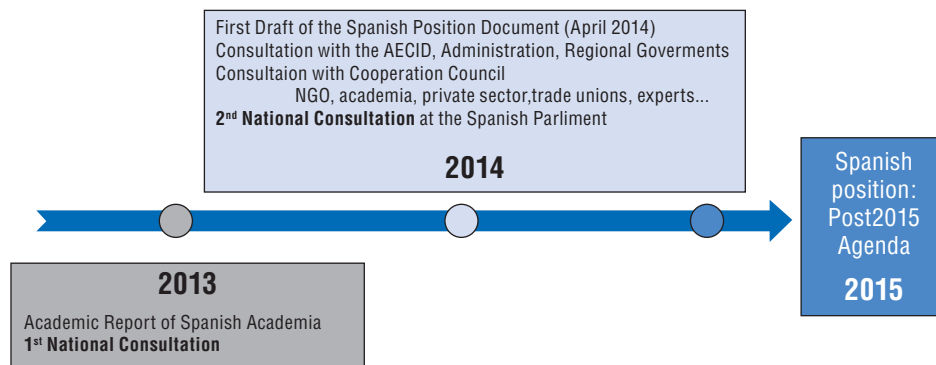 First Draft of the Spanish Position Document (April 2014)
Consultation with the AECID, Administration, Regional Goverments
Consultaion with Cooperation Council
NGO, academia, private sector,trade unions, experts...
2nd National Consultation at the Spanish Parliment
2014
Spanish
position:
Post2015
Agenda
2015
2013
Academic Report of Spanish Academia
1st National Consultation